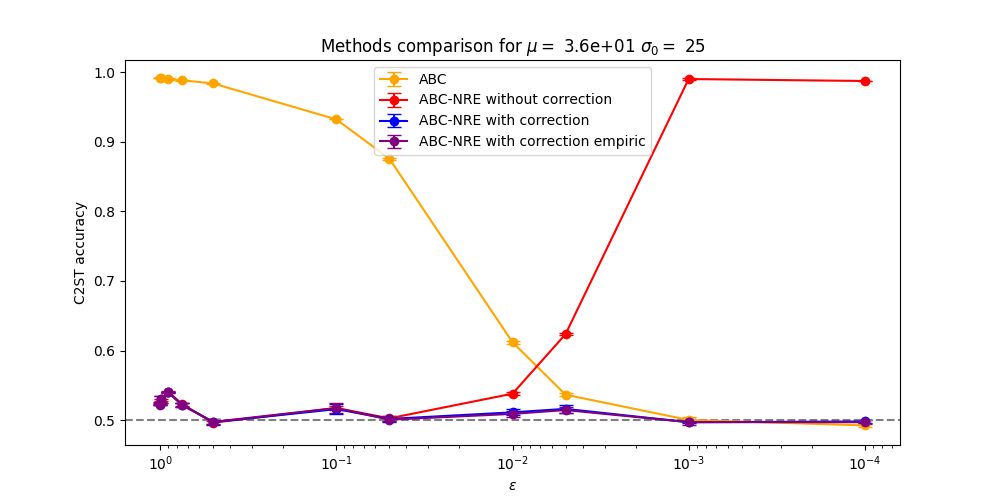 Methods comparison for μ = 3.6e+01 σ₀ = 25
ABC
ABC-NRE without correction
ABC-NRE with correction
ABC-NRE with correction empiric
C2ST accuracy
1.0
0.9
0.8
0.7
0.6
0.5
10⁰ 10⁻¹ 10⁻² 10⁻³ 10⁻⁴
ε